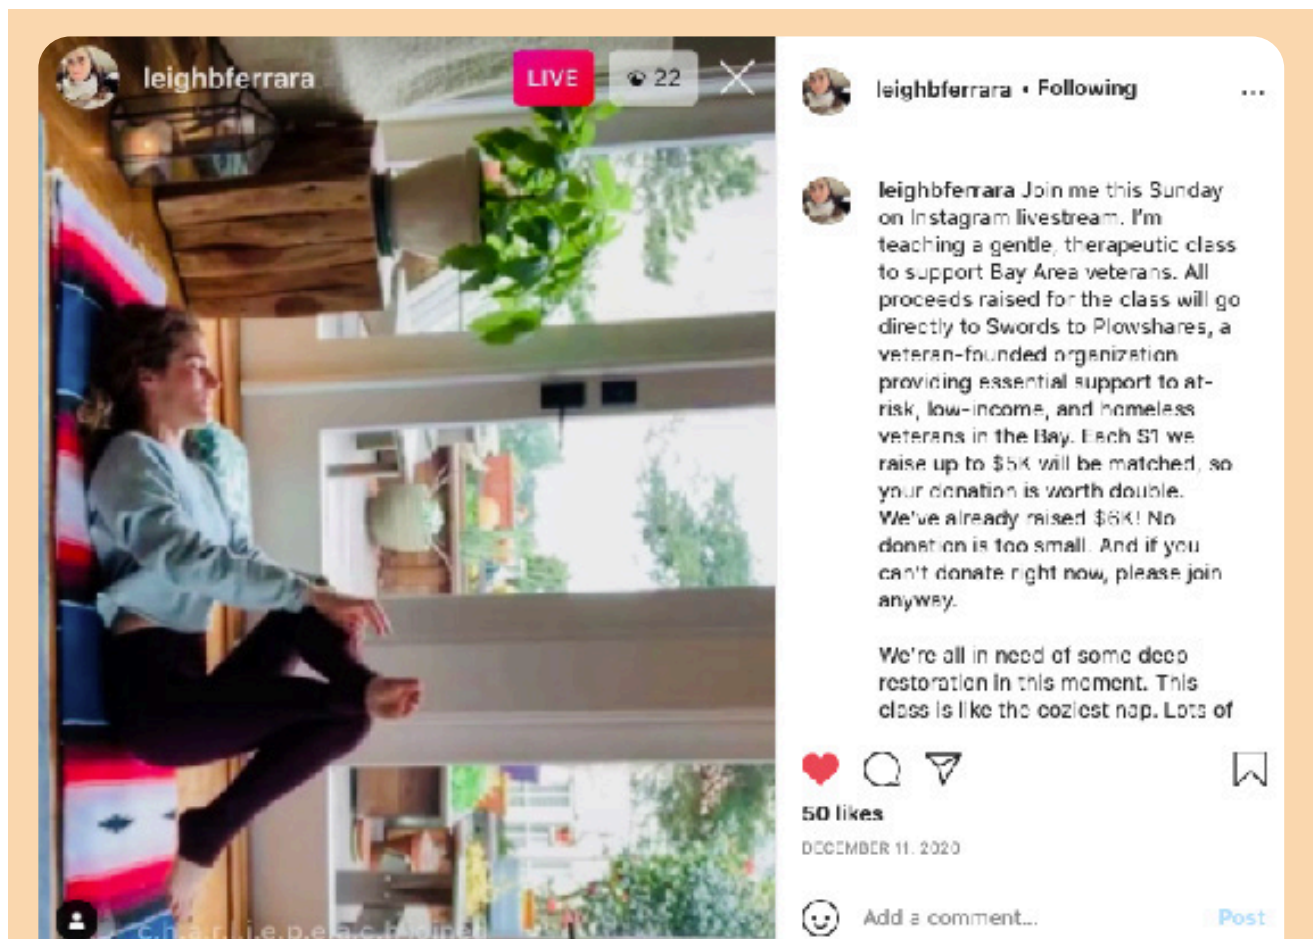 leighbferrara
LIVE
22
leighbferrara • Following
leighbferrara Join me this Sunday
on Instagram livestream. I'm
teaching a gentle, therapeutic class
to support Bay Area veterans. All
proceeds raised for the class will go
directly to Swords to Plowshares, a
veteran-founded organization
providing essential support to at-
risk, low-income, and homeless
veterans in the Bay. Each $1 we
raise up to $5K will be matched, so
your donation is worth double.
We've already raised $6K! No
donation is too small. And if you
can't donate right now, please join
anyway.
We're all in need of some deep
restoration in this moment. This
class is like the coziest nap. Lots of
50 likes
DECEMBER 11, 2020
Add a comment...
Post